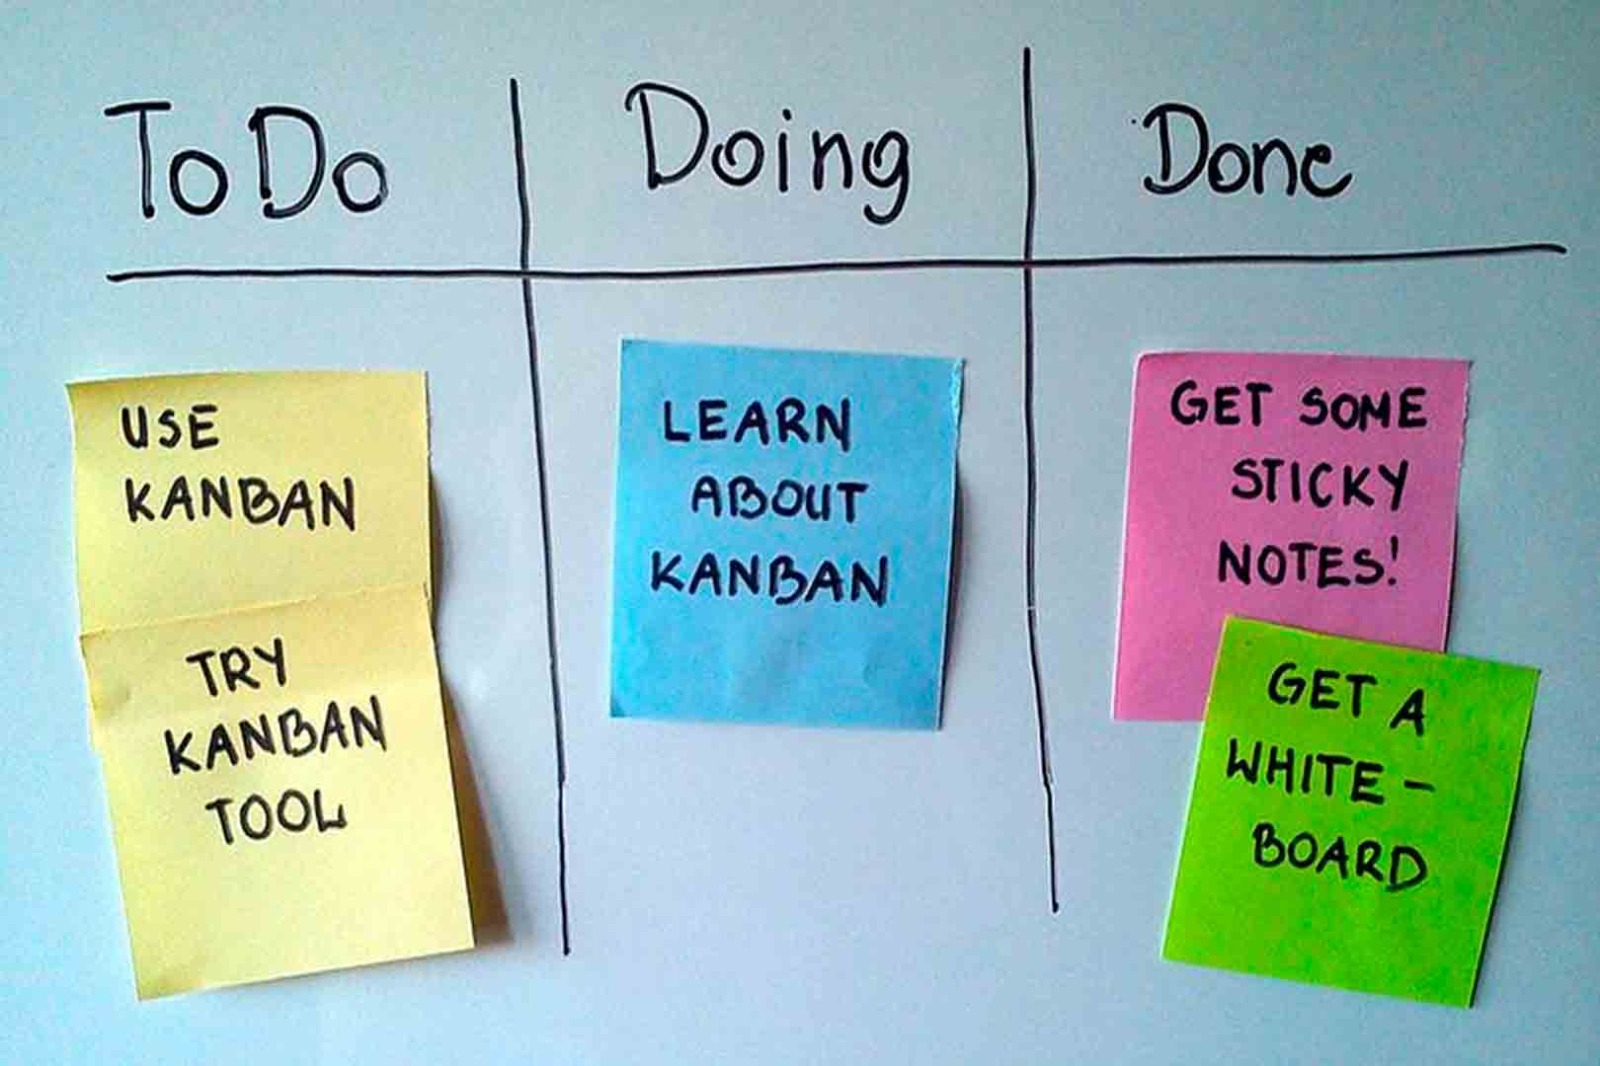 To Do
Doing
Done
USE
KANBAN
TRY
KANBAN
TOOL
LEARN
ABOUT
KANBAN
GET SOME
STICKY
NOTES!
GET A
WHITE -
BOARD